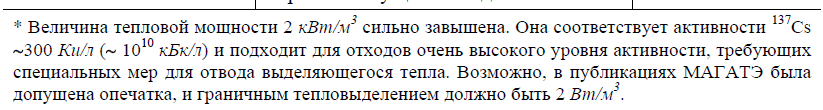 * Величина тепловой мощности 2 кВт/м³ сильно завышена. Она соответствует активности ¹³⁷Cs
~300 Ки/л (~ 10¹⁰ кБк/л) и подходит для отходов очень высокого уровня активности, требующих
специальных мер для отвода выделяющегося тепла. Возможно, в публикациях МАГАТЭ была
допущена опечатка, и граничным тепловыделением должно быть 2 Вт/м³.